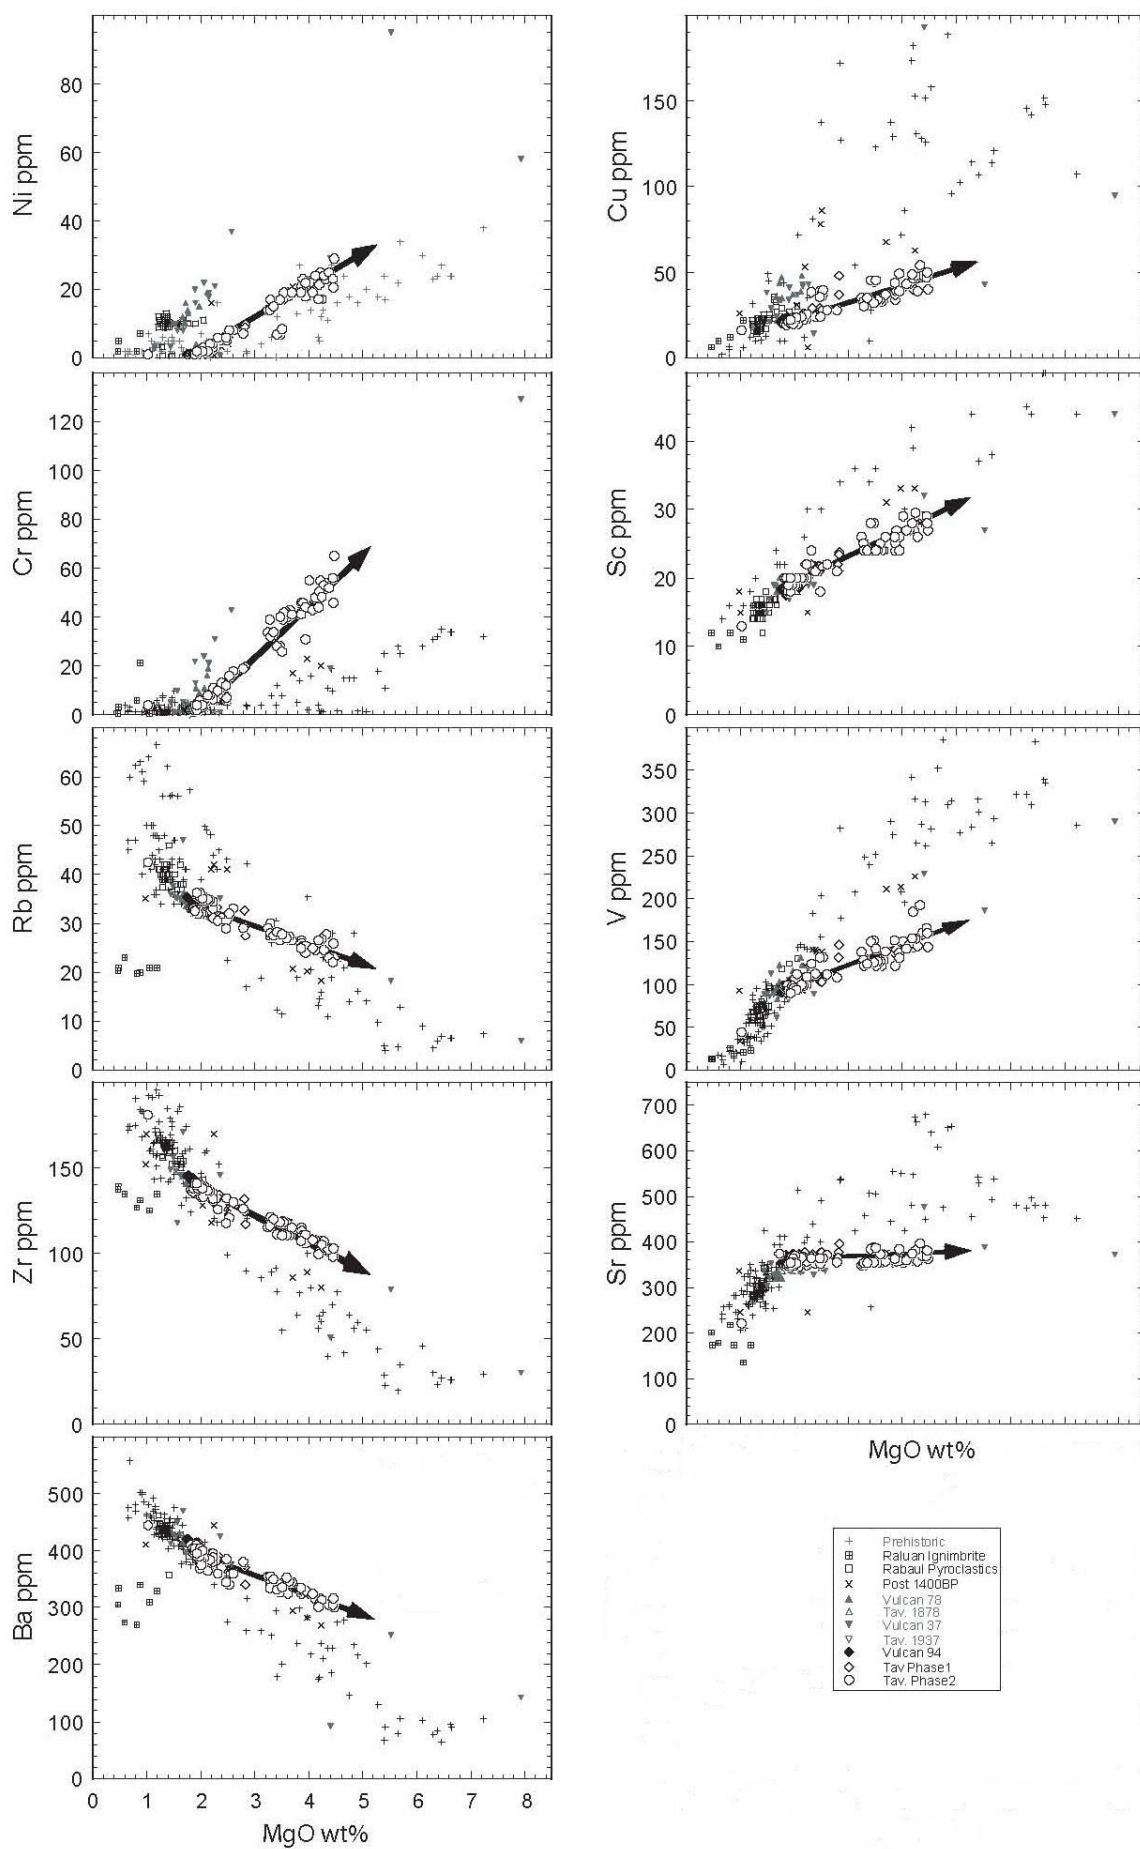 Ni ppm
80
60
40
20
0
Cu ppm
150
100
50
0
Cr ppm
120
100
80
60
40
20
0
Sc ppm
40
30
20
10
0
Rb ppm
60
50
40
30
20
10
0
V ppm
350
300
250
200
150
100
50
0
Zr ppm
150
100
50
0
Sr ppm
700
600
500
400
300
200
100
0
MgO wt%
Ba ppm
500
400
300
200
100
0
0 1 2 3 4 5 6 7 8
MgO wt%
Prehistoric
Raluan Ignimbrite
Rabaul Pyroclastics
Post 1400BP
Vulcan 78
Tav. 1878
Vulcan 37
Tav. 1937
Vulcan 94
Tav Phase1
Tav. Phase2